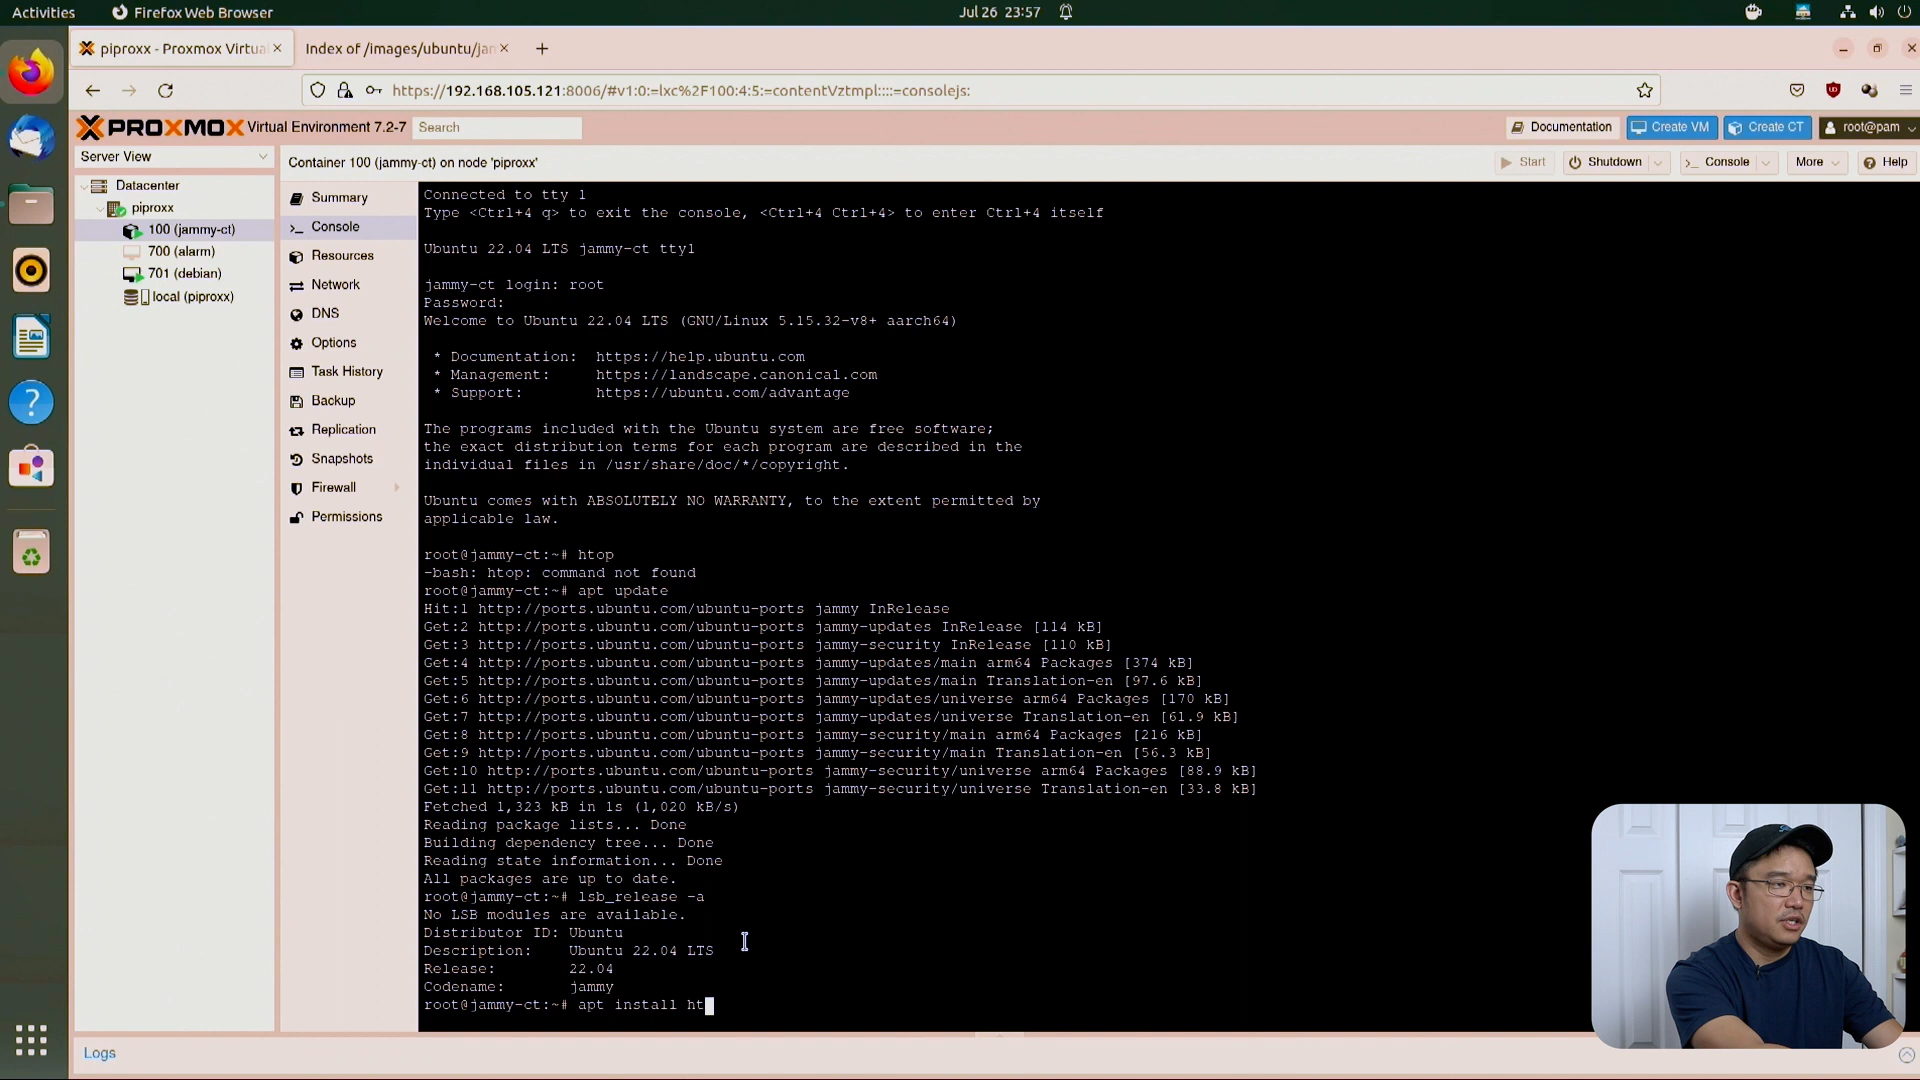 Activities
Firefox Web Browser
Jul 26 23:57
piproxx - Proxmox Virtua
Index of /images/ubuntu/jam
https://192.168.105.121:8006/#v1:0:=lxc%2F100:4:5:=contentVztmpl::::=consolejs:
PROXMOX Virtual Environment 7.2-7
Search
Documentation
Create VM
Create CT
root@pam
Server View
Container 100 (jammy-ct) on node 'piproxx'
Start
Shutdown
Console
More
Help
Datacenter
piproxx
100 (jammy-ct)
700 (alarm)
701 (debian)
local (piproxx)
Summary
Console
Resources
Network
DNS
Options
Task History
Backup
Replication
Snapshots
Firewall
Permissions
Connected to tty 1
Type <Ctrl+4 q> to exit the console, <Ctrl+4 Ctrl+4> to enter Ctrl+4 itself
Ubuntu 22.04 LTS jammy-ct tty1
jammy-ct login: root
Password:
Welcome to Ubuntu 22.04 LTS (GNU/Linux 5.15.32-v8+ aarch64)
* Documentation: https://help.ubuntu.com
* Management: https://landscape.canonical.com
* Support: https://ubuntu.com/advantage
The programs included with the Ubuntu system are free software;
the exact distribution terms for each program are described in the
individual files in /usr/share/doc/*/copyright.
Ubuntu comes with ABSOLUTELY NO WARRANTY, to the extent permitted by
applicable law.
root@jammy-ct:~# htop
-bash: htop: command not found
root@jammy-ct:~# apt update
Hit:1 http://ports.ubuntu.com/ubuntu-ports jammy InRelease
Get:2 http://ports.ubuntu.com/ubuntu-ports jammy-updates InRelease [114 kB]
Get:3 http://ports.ubuntu.com/ubuntu-ports jammy-security InRelease [110 kB]
Get:4 http://ports.ubuntu.com/ubuntu-ports jammy-updates/main arm64 Packages [374 kB]
Get:5 http://ports.ubuntu.com/ubuntu-ports jammy-updates/main Translation-en [97.6 kB]
Get:6 http://ports.ubuntu.com/ubuntu-ports jammy-updates/universe arm64 Packages [170 kB]
Get:7 http://ports.ubuntu.com/ubuntu-ports jammy-updates/universe Translation-en [61.9 kB]
Get:8 http://ports.ubuntu.com/ubuntu-ports jammy-security/main arm64 Packages [216 kB]
Get:9 http://ports.ubuntu.com/ubuntu-ports jammy-security/main Translation-en [56.3 kB]
Get:10 http://ports.ubuntu.com/ubuntu-ports jammy-security/universe arm64 Packages [88.9 kB]
Get:11 http://ports.ubuntu.com/ubuntu-ports jammy-security/universe Translation-en [33.8 kB]
Fetched 1,323 kB in 1s (1,020 kB/s)
Reading package lists... Done
Building dependency tree... Done
Reading state information... Done
All packages are up to date.
root@jammy-ct:~# lsb_release -a
No LSB modules are available.
Distributor ID: Ubuntu
Description: Ubuntu 22.04 LTS
Release: 22.04
Codename: jammy
root@jammy-ct:~# apt install ht
Logs